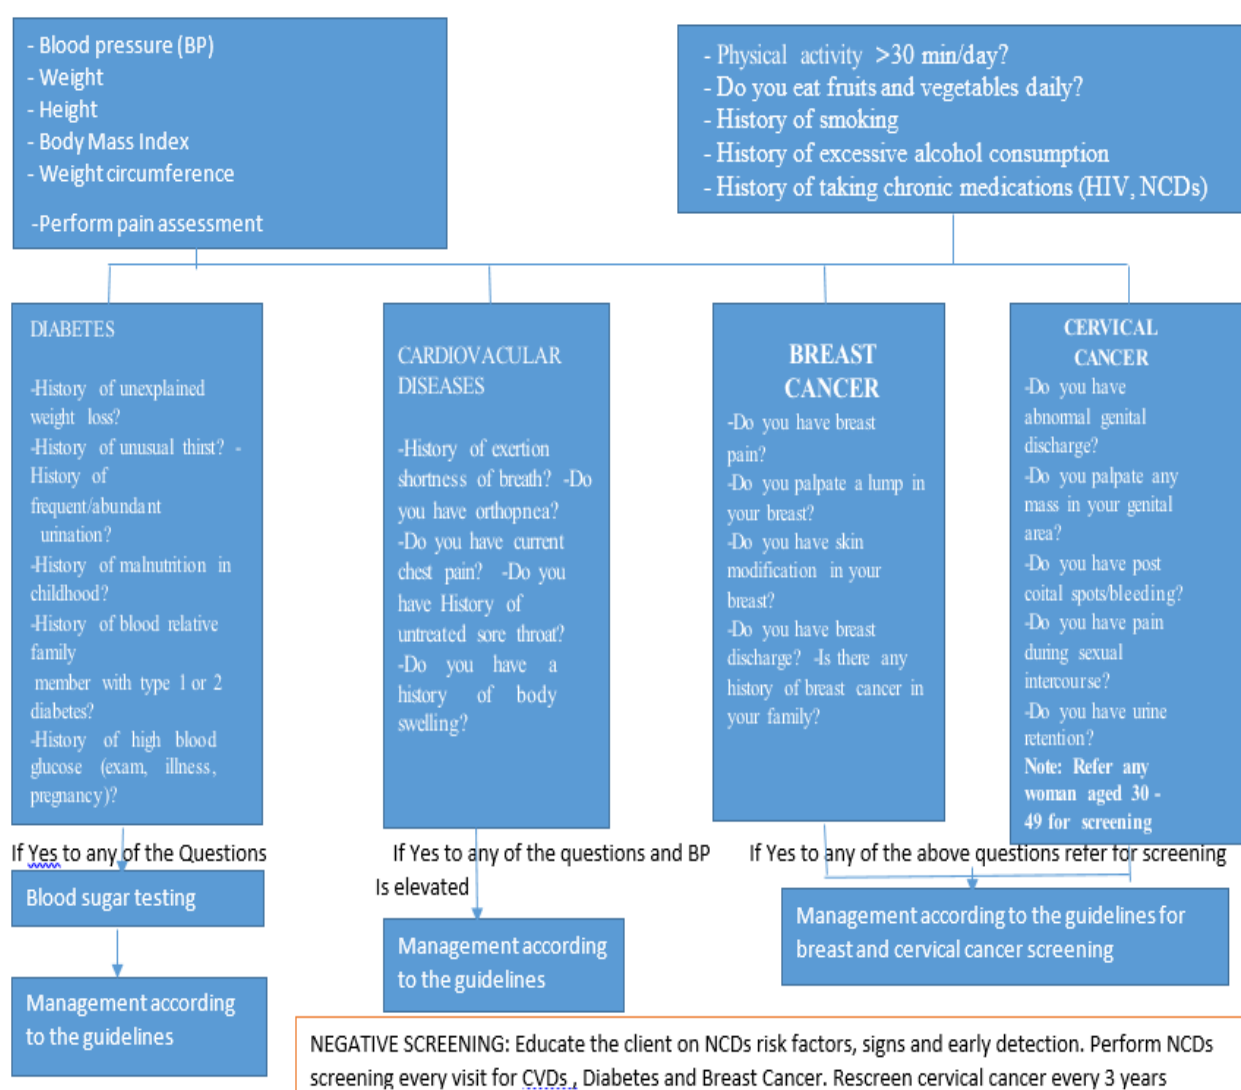 - Blood pressure (BP)
- Weight
- Height
- Body Mass Index
- Weight circumference
-Perform pain assessment
- Physical activity >30 min/day?
- Do you eat fruits and vegetables daily?
- History of smoking
- History of excessive alcohol consumption
- History of taking chronic medications (HIV, NCDs)
DIABETES
-History of unexplained
weight loss?
-History of unusual thirst? -
History of
frequent/abundant
urination?
-History of malnutrition in
childhood?
-History of blood relative
family
member with type 1 or 2
diabetes?
-History of high blood
glucose (exam, illness,
pregnancy)?
CARDIOVACULAR
DISEASES
-History of exertion
shortness of breath? -Do
you have orthopnea?
-Do you have current
chest pain? -Do you
have History of
untreated sore throat?
-Do you have a
history of body
swelling?
BREAST
CANCER
-Do you have breast
pain?
-Do you palpate a lump in
your breast?
-Do you have skin
modification in your
breast?
-Do you have breast
discharge? -Is there any
history of breast cancer in
your family?
CERVICAL
CANCER
-Do you have
abnormal genital
discharge?
-Do you palpate any
mass in your genital
area?
-Do you have post
coital spots/bleeding?
-Do you have pain
during sexual
intercourse?
-Do you have urine
retention?
Note: Refer any
woman aged 30 -
49 for screening
If Yes to any of the Questions
If Yes to any of the questions and BP
Is elevated
If Yes to any of the above questions refer for screening
Blood sugar testing
Management according
to the guidelines
Management according
to the guidelines
Management according to the guidelines for
breast and cervical cancer screening
NEGATIVE SCREENING: Educate the client on NCDs risk factors, signs and early detection. Perform NCDs
screening every visit for CVDs , Diabetes and Breast Cancer. Rescreen cervical cancer every 3 years